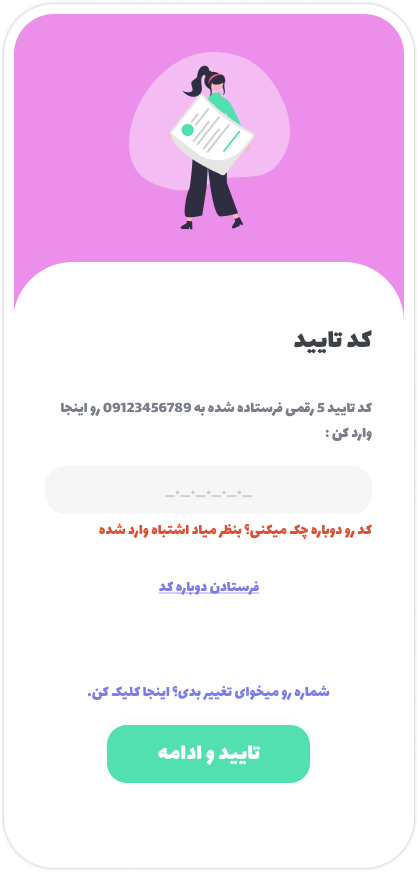 کد تایید
کد تایید 5 رقمی فرستاده شده به 09123456789 رو اینجا
وارد کن :
_._._._._._
کد رو دوباره چک میکنی؟ بنظر میاد اشتباه وارد شده
فرستادن دوباره کد
شماره رو میخوای تغییر بدی؟ اینجا کلیک کن.
تایید و ادامه